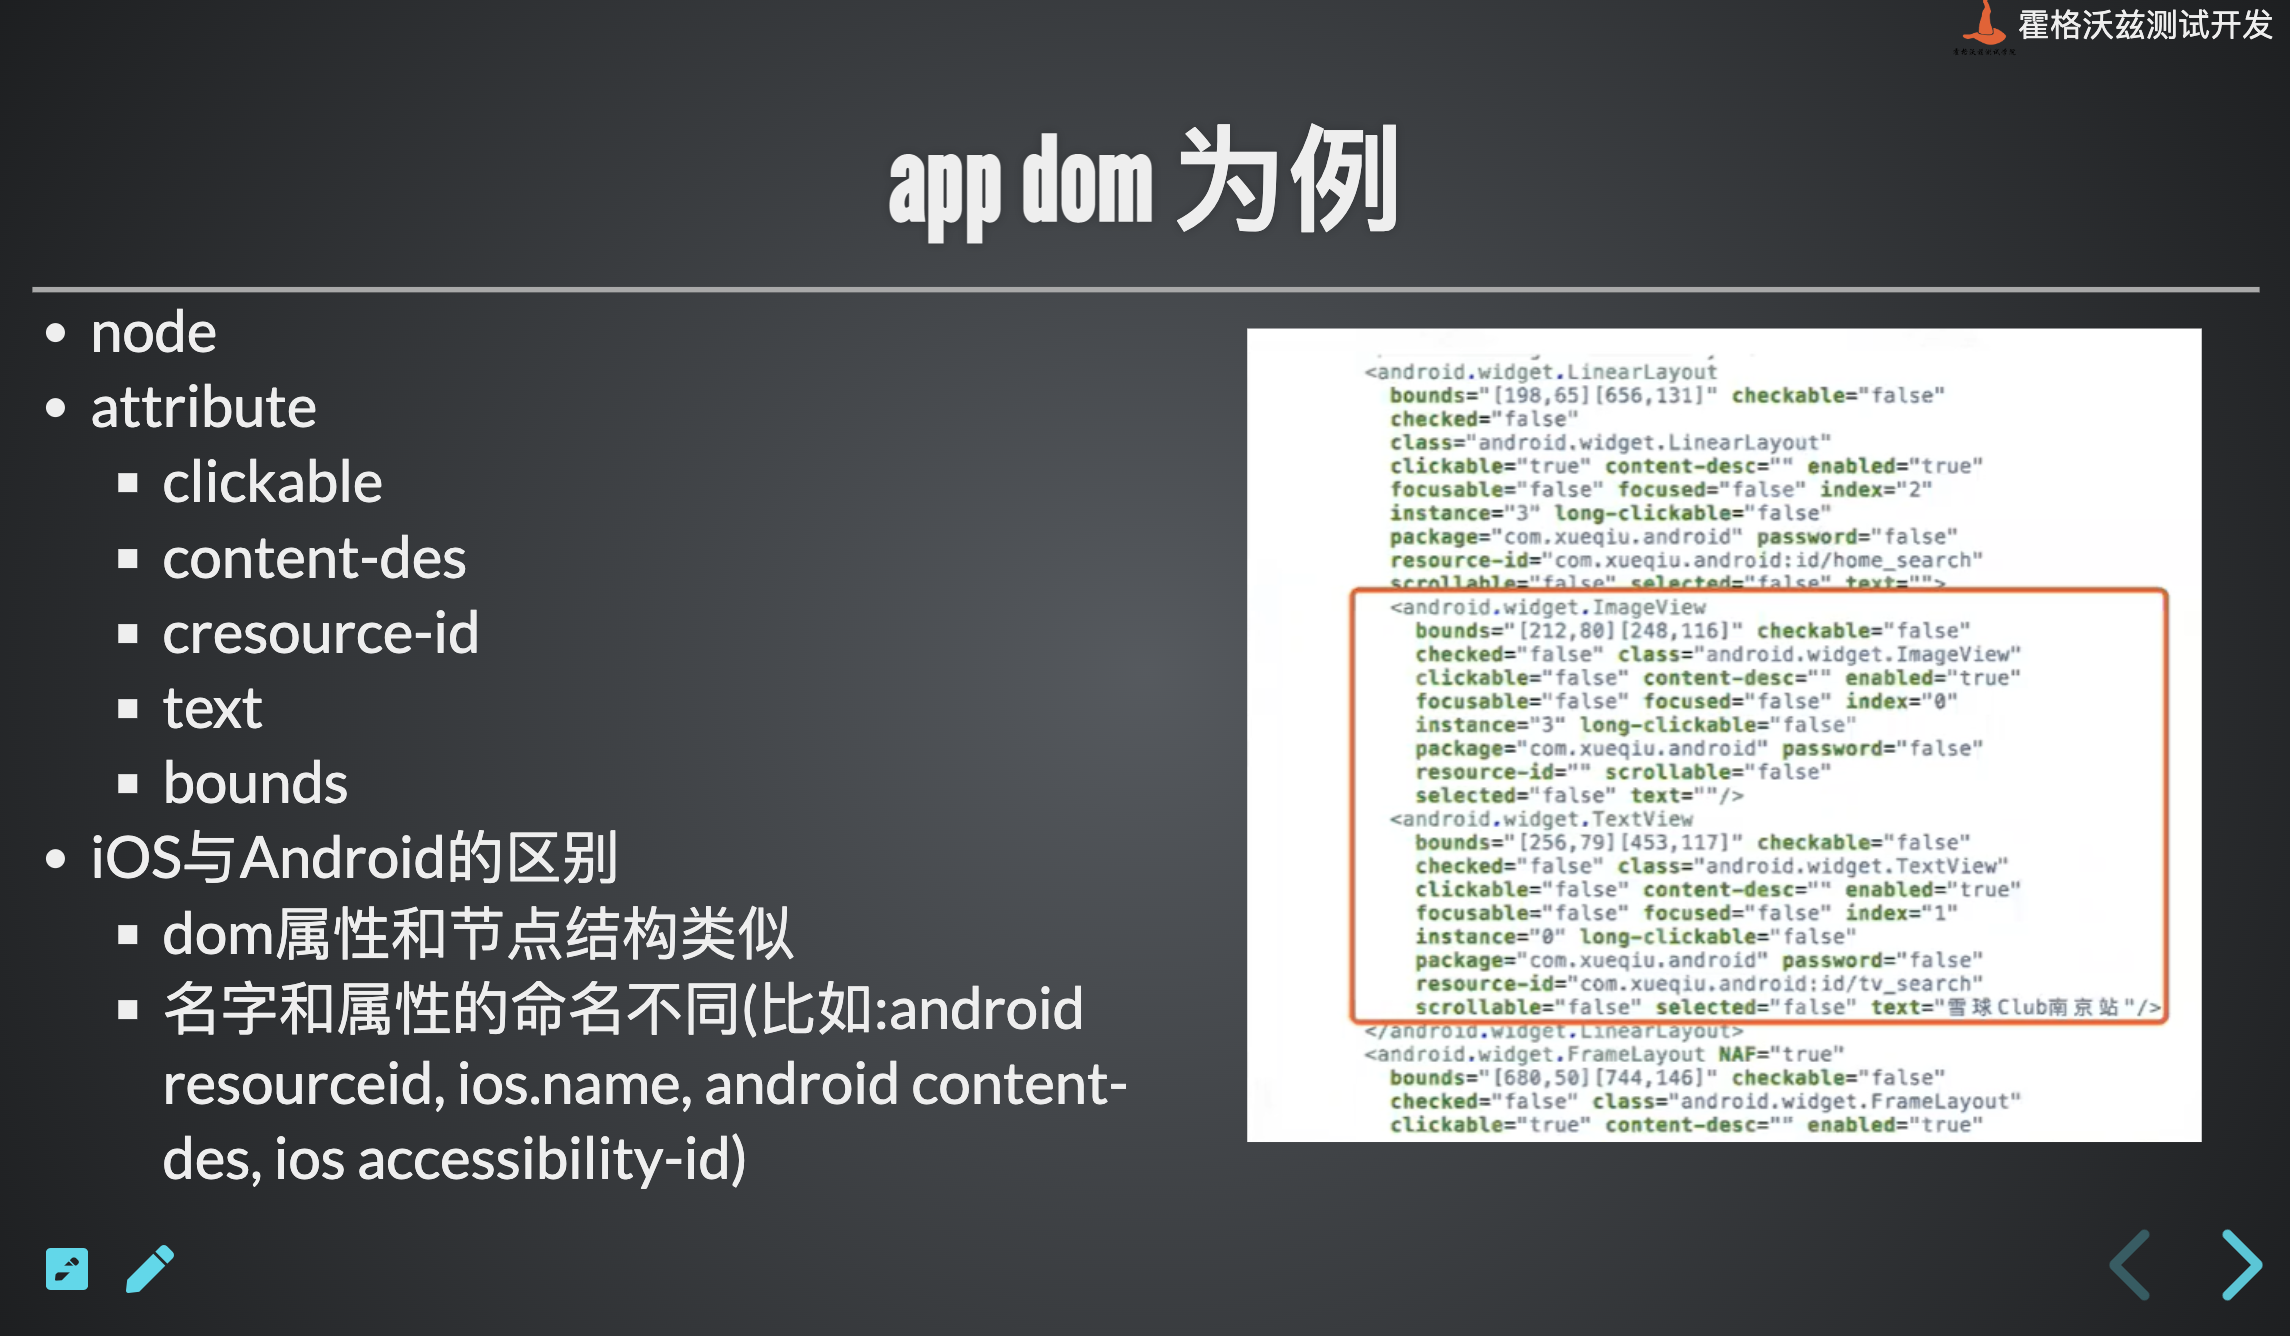 霍格沃兹测试开发
app dom 为例
node
attribute
clickable
content-des
cresource-id
text
bounds
iOS与Android的区别
dom属性和节点结构类似
名字和属性的命名不同(比如:android
resourceid, ios.name, android content-
des, ios accessibility-id)
<android.widget.LinearLayout
bounds="[198,65][656,131]" checkable="false"
checked="false"
class="android.widget.LinearLayout"
clickable="true" content-desc="" enabled="true"
focusable="false" focused="false" index="2"
instance="3" long-clickable="false"
package="com.xueqiu.android" password="false"
resource-id="com.xueqiu.android:id/home_search"
scrollable="false" selected="false" text="">
<android.widget.ImageView
bounds="[212,80][248,116]" checkable="false"
checked="false" class="android.widget.ImageView"
clickable="false" content-desc="" enabled="true"
focusable="false" focused="false" index="0"
instance="3" long-clickable="false"
package="com.xueqiu.android" password="false"
resource-id="" scrollable="false"
selected="false" text=""/>
<android.widget.TextView
bounds="[256,79][453,117]" checkable="false"
checked="false" class="android.widget.TextView"
clickable="false" content-desc="" enabled="true"
focusable="false" focused="false" index="1"
instance="0" long-clickable="false"
package="com.xueqiu.android" password="false"
resource-id="com.xueqiu.android:id/tv_search"
scrollable="false" selected="false" text="雪球Club南京站"/>
</android.widget.LinearLayout>
<android.widget.FrameLayout NAF="true"
bounds="[680,50][744,146]" checkable="false"
checked="false" class="android.widget.FrameLayout"
clickable="true" content-desc="" enabled="true"